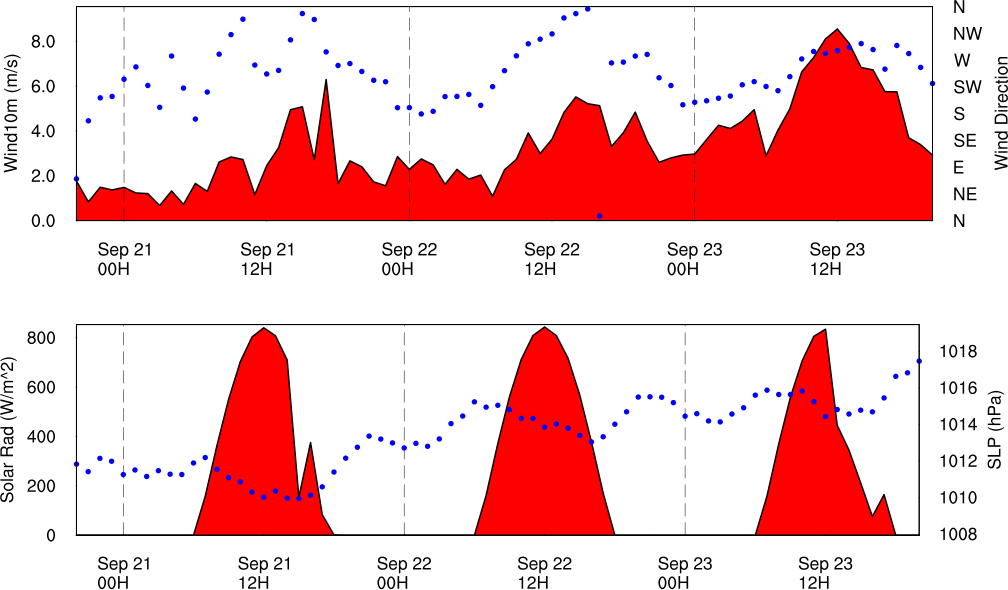 Wind10m (m/s)
8.0
6.0
4.0
2.0
0.0
N
NW
W
SW
S
SE
E
NE
N
Wind Direction
Sep 21 Sep 21 Sep 22 Sep 22 Sep 23 Sep 23
00H 12H 00H 12H 00H 12H
Solar Rad (W/m^2)
800
600
400
200
0
1018
1016
1014
1012
1010
1008
SLP (hPa)
Sep 21 Sep 21 Sep 22 Sep 22 Sep 23 Sep 23
00H 12H 00H 12H 00H 12H